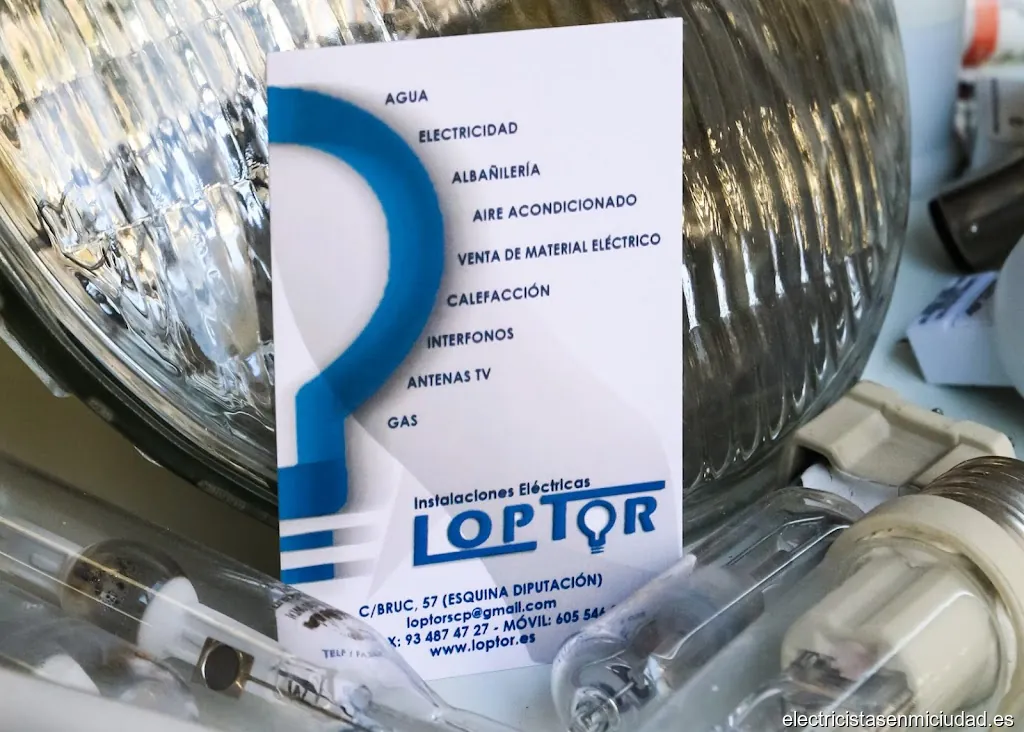 AGUA
ELECTRICIDAD
ALBAÑILERÍA
AIRE ACONDICIONADO
VENTA DE MATERIAL ELÉCTRICO
CALEFACCIÓN
INTERFONOS
ANTENAS TV
GAS
Instalaciones Eléctricas
LOPTOR
C/BRUC, 57 (ESQUINA DIPUTACIÓN)
loptorscp@gmail.com
X: 93 487 47 27 - MÓVIL: 605 546
www.loptor.es
electricistasenmiciudad.es